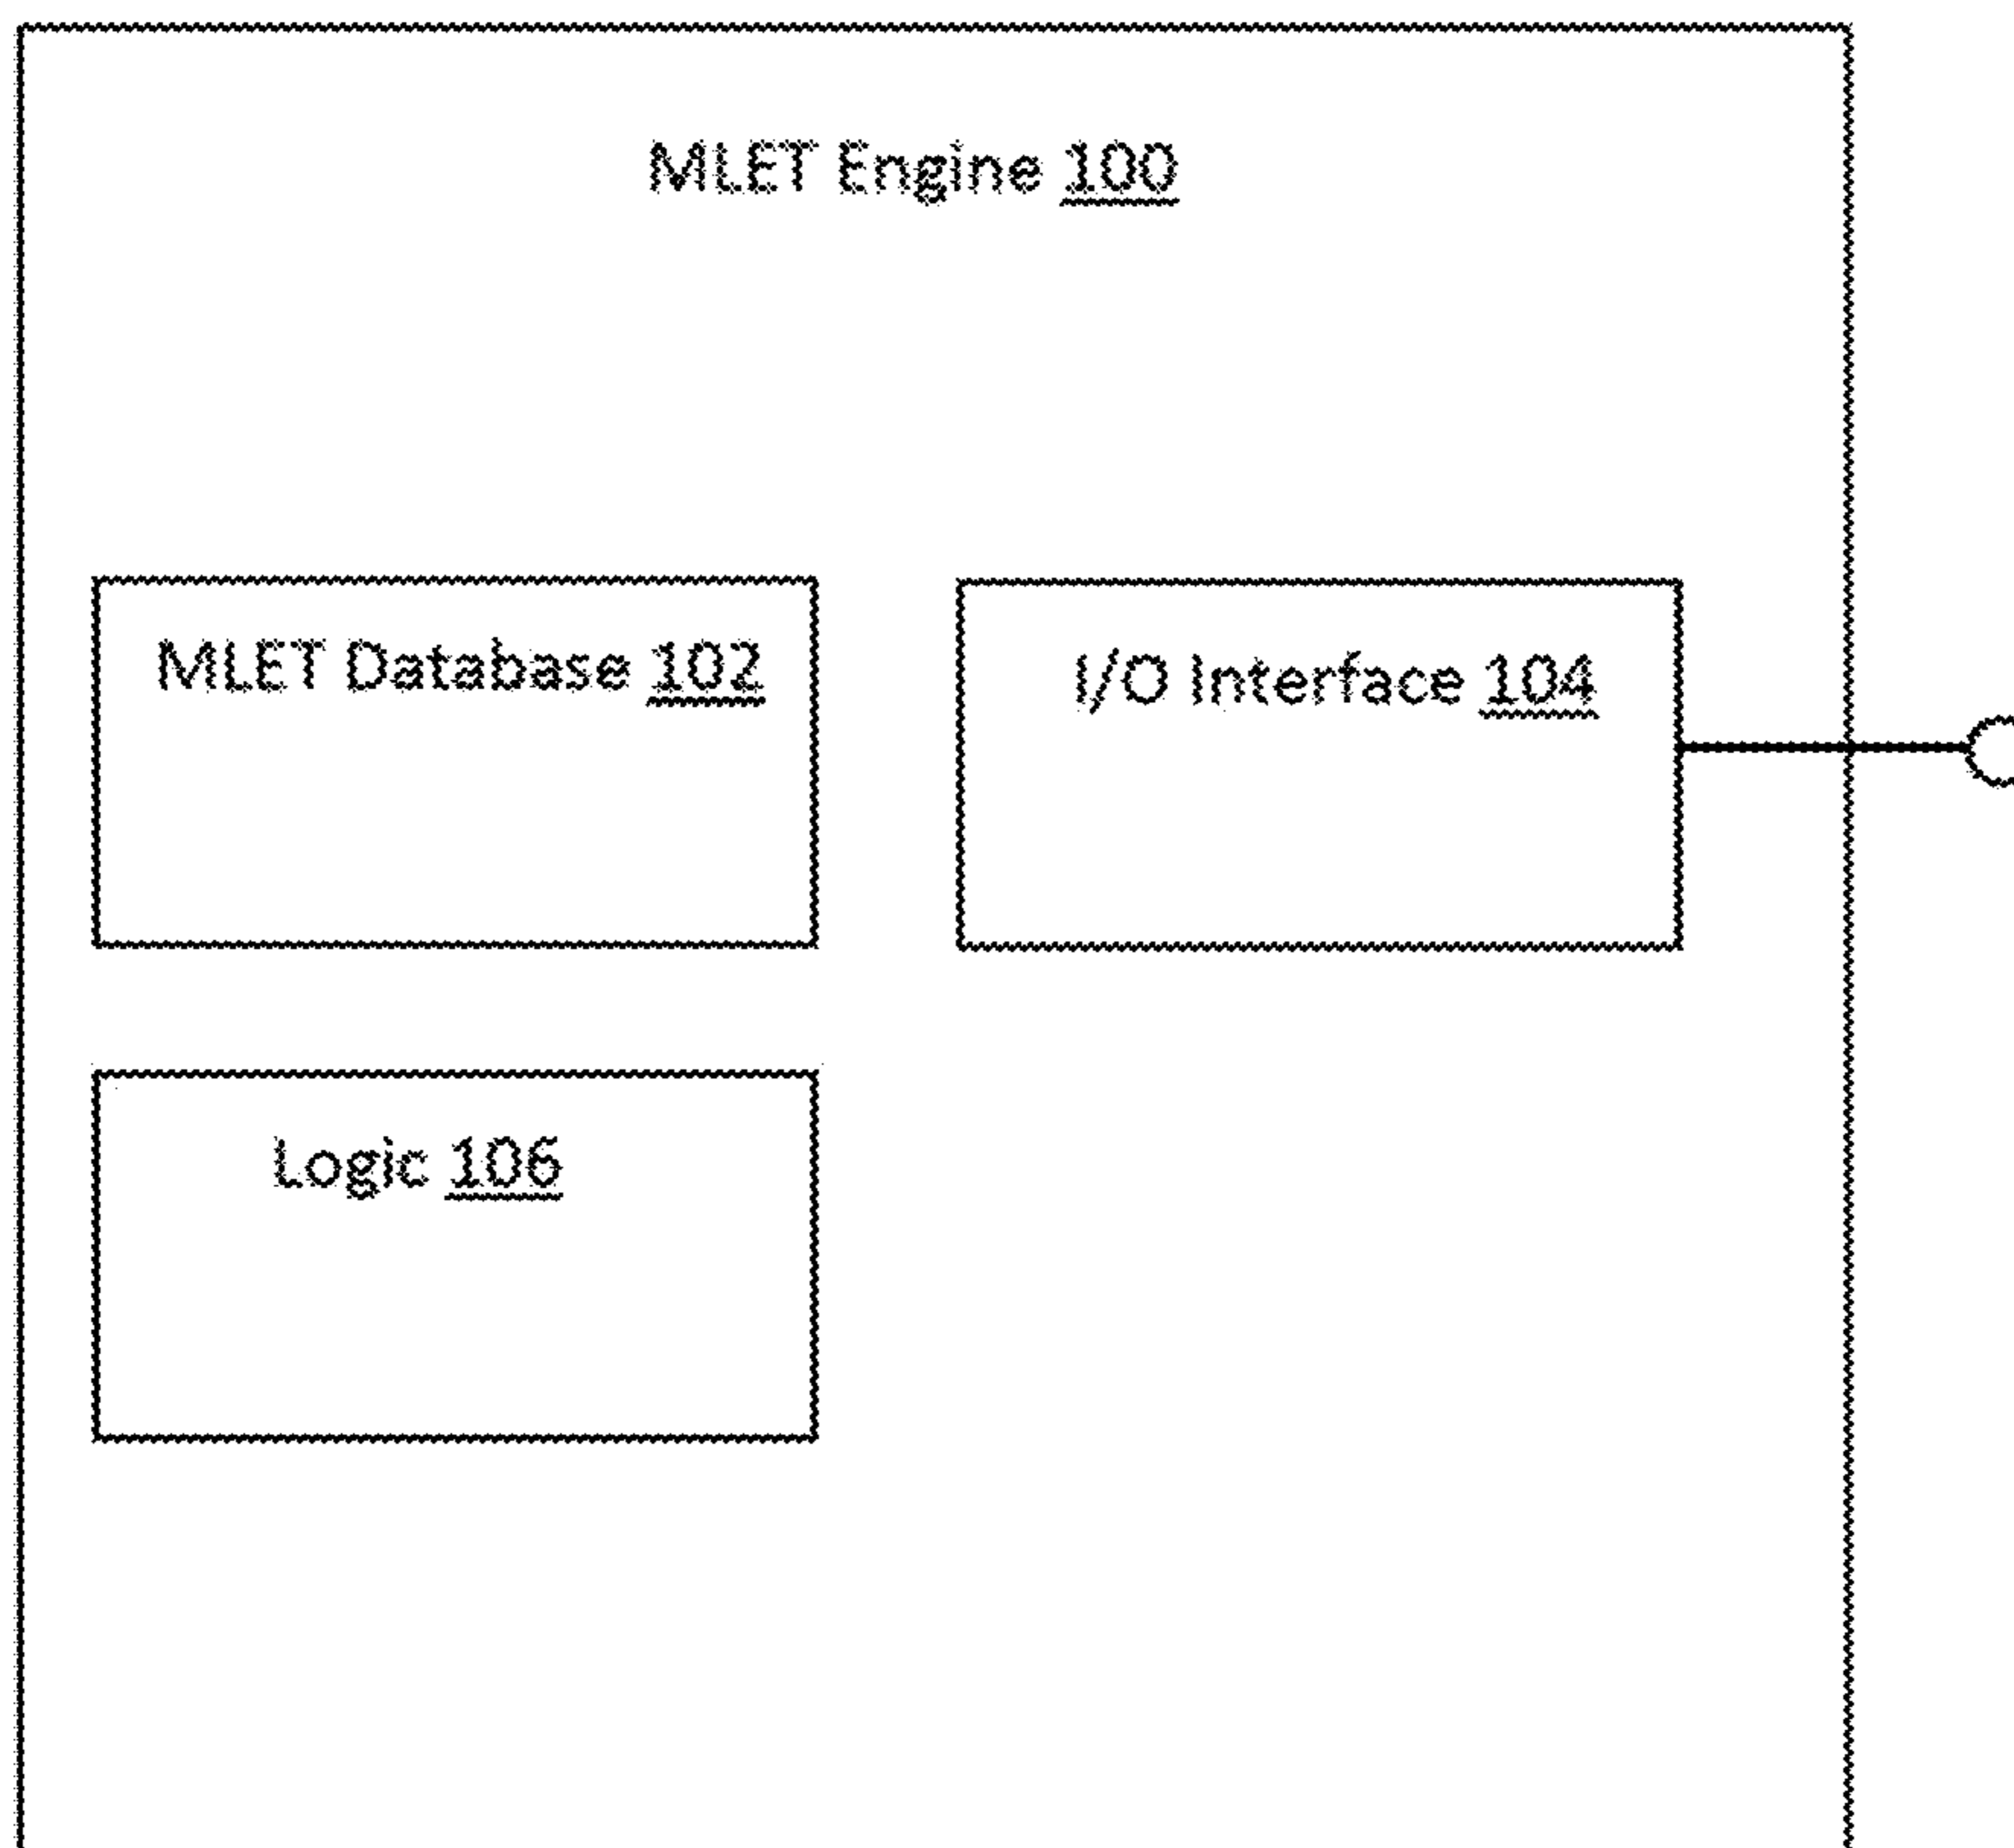 MLET Engine 100
MLET Database 102
I/O Interface 104
Logic 106